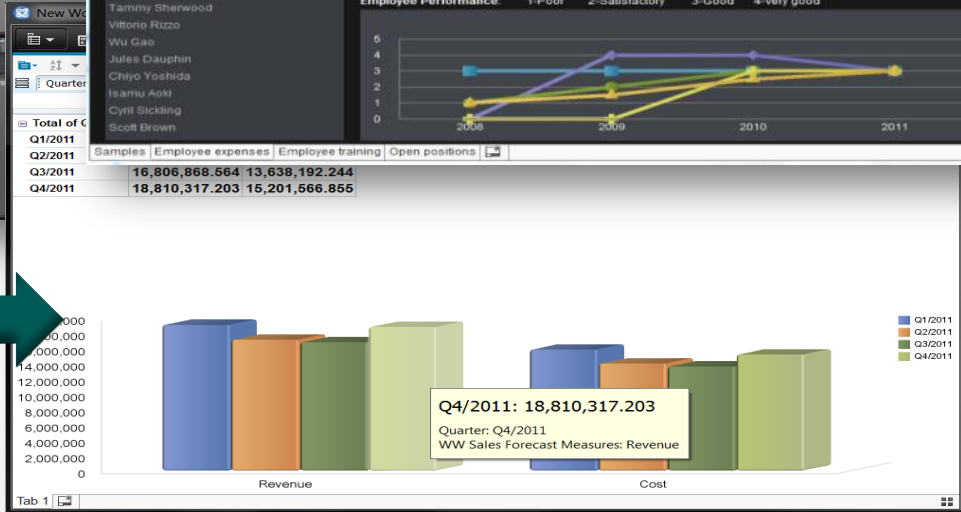 Tammy Sherwood
Vittorio Rizzo
Wu Gao
Jules Dauphin
Chiyo Yoshida
Isamu Aoki
Cyril Sickling
Scott Brown
Employee Performance: 1-Poor 2-Satisfactory 3-Good 4-Very good
5
4
3
2
1
0
2008 2009 2010 2011
Samples Employee expenses Employee training Open positions
New Wo
Quarter
Total of
Q1/2011
Q2/2011
Q3/2011 16,806,868.564 13,638,192.244
Q4/2011 18,810,317.203 15,201,566.855
14,000,000
12,000,000
10,000,000
8,000,000
6,000,000
4,000,000
2,000,000
0
Revenue Cost
Q4/2011: 18,810,317.203
Quarter: Q4/2011
WW Sales Forecast Measures: Revenue
Q1/2011
Q2/2011
Q3/2011
Q4/2011
Tab 1